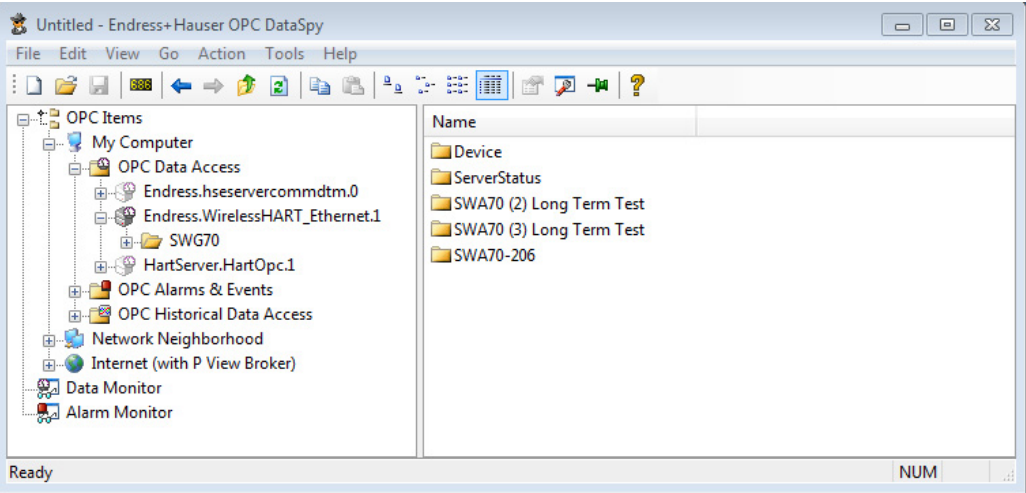 Untitled - Endress+Hauser OPC DataSpy
File Edit View Go Action Tools Help
OPC Items
My Computer
OPC Data Access
Endress.hseservercommdtm.0
Endress.WirelessHART_Ethernet.1
SWG70
HartServer.HartOpc.1
OPC Alarms & Events
OPC Historical Data Access
Network Neighborhood
Internet (with P View Broker)
Data Monitor
Alarm Monitor
Name
Device
ServerStatus
SWA70 (2) Long Term Test
SWA70 (3) Long Term Test
SWA70-206
Ready
NUM